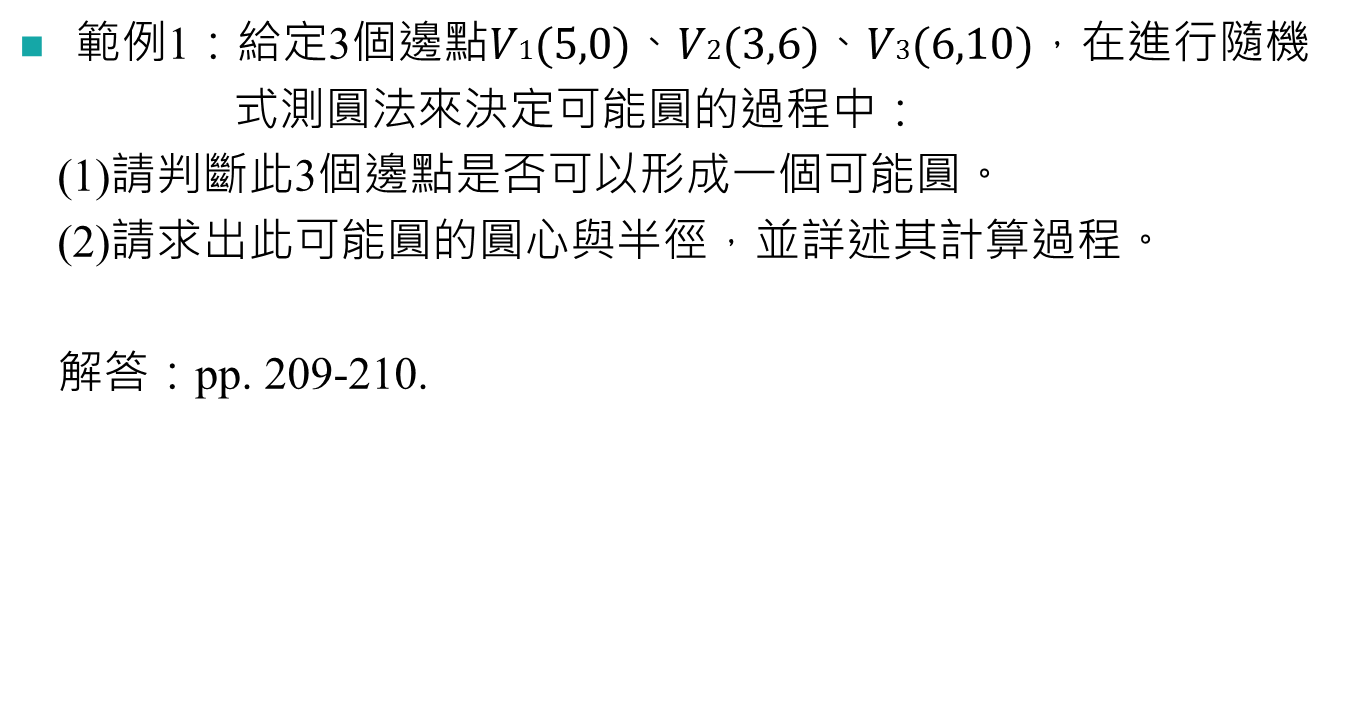 範例1：給定3個邊點V1(5,0)、V2(3,6)、V3(6,10)，在進行隨機
式測圓法來決定可能圓的過程中：
(1)請判斷此3個邊點是否可以形成一個可能圓。
(2)請求出此可能圓的圓心與半徑，並詳述其計算過程。
解答：pp. 209-210.